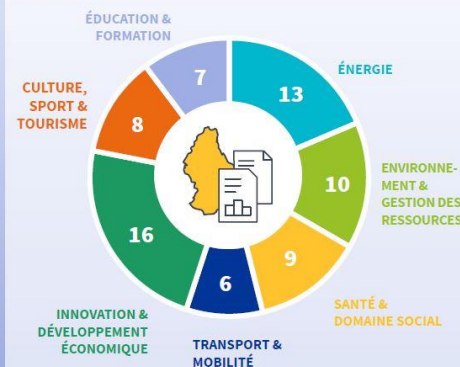 ÉDUCATION &
FORMATION
7
ÉNERGIE
13
CULTURE,
SPORT &
TOURISME
8
ENVIRONNE-
MENT &
GESTION DES
RESSOURCES
10
16
9
6
SANTÉ &
DOMAINE SOCIAL
INNOVATION &
DÉVELOPPEMENT
ÉCONOMIQUE
TRANSPORT &
MOBILITÉ